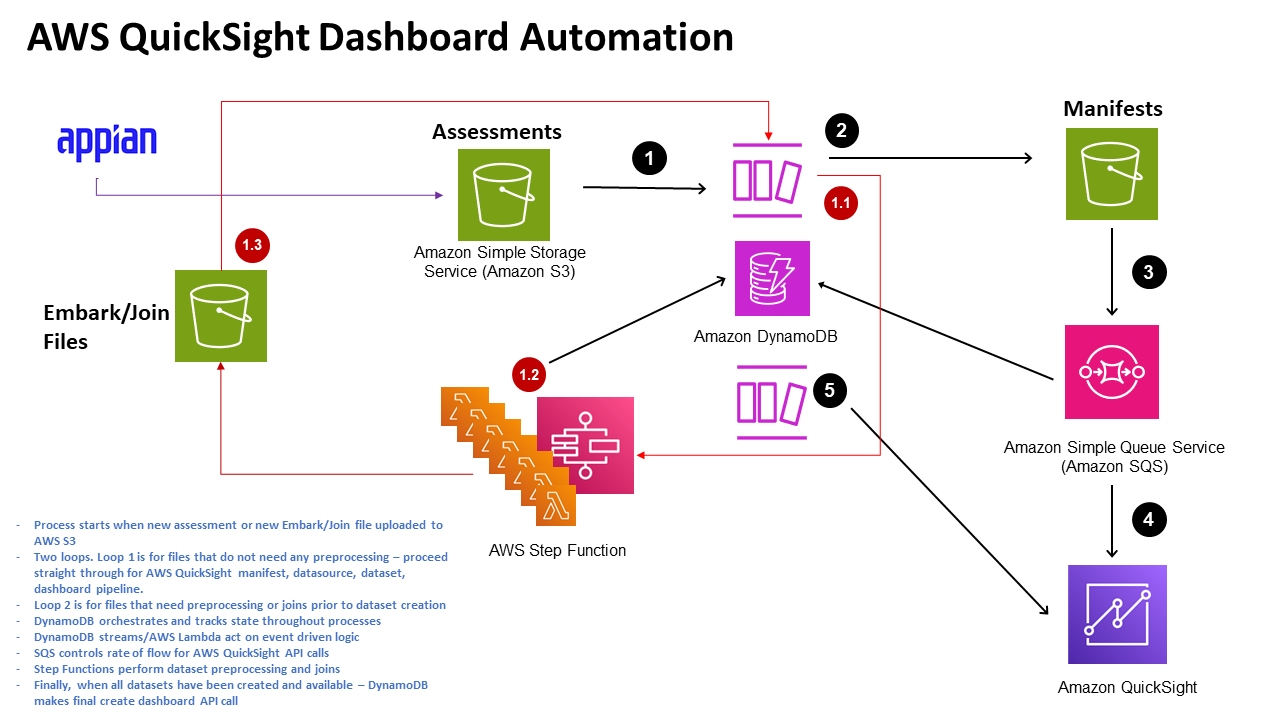 AWS QuickSight Dashboard Automation
appian
Assessments
1
2
Manifests
1.1
1.3
Amazon Simple Storage
Service (Amazon S3)
3
Embark/Join
Files
Amazon DynamoDB
1.2
5
Amazon Simple Queue Service
(Amazon SQS)
4
AWS Step Function
Amazon QuickSight
- Process starts when new assessment or new Embark/Join file uploaded to
AWS S3
- Two loops. Loop 1 is for files that do not need any preprocessing – proceed
straight through for AWS QuickSight manifest, datasource, dataset,
dashboard pipeline.
- Loop 2 is for files that need preprocessing or joins prior to dataset creation
- DynamoDB orchestrates and tracks state throughout processes
- DynamoDB streams/AWS Lambda act on event driven logic
- SQS controls rate of flow for AWS QuickSight API calls
- Step Functions perform dataset preprocessing and joins
- Finally, when all datasets have been created and available – DynamoDB
makes final create dashboard API call